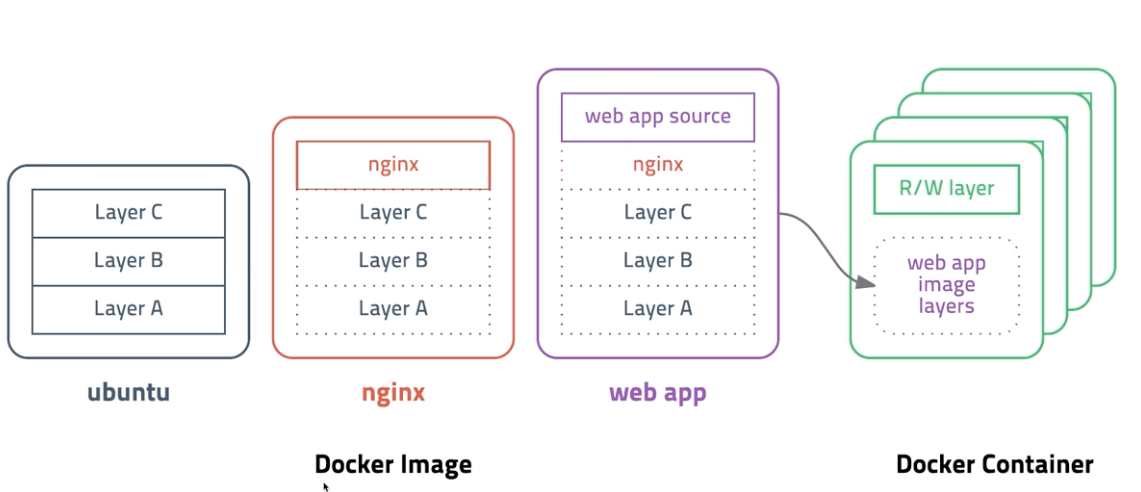 Layer C
Layer B
Layer A
ubuntu
nginx
Layer C
Layer B
Layer A
nginx
web app source
nginx
Layer C
Layer B
Layer A
web app
Docker Image
R/W layer
web app
image
layers
Docker Container